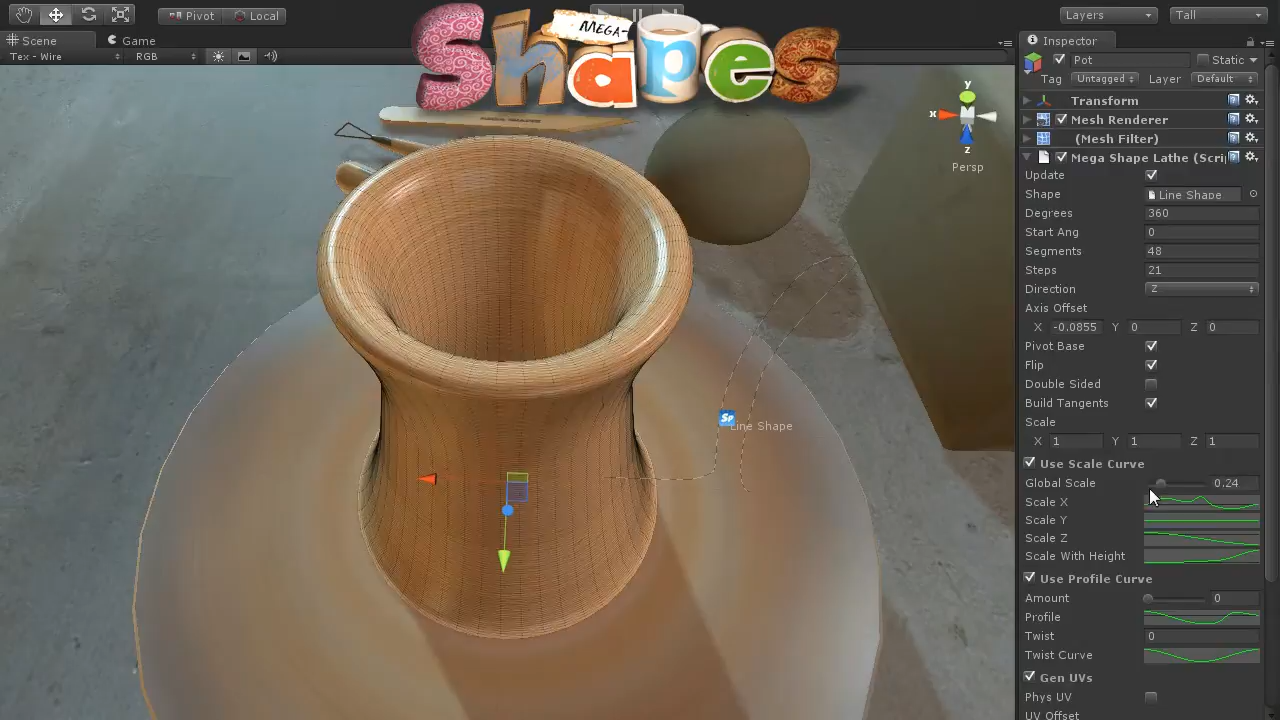 Pivot Local Layers Tall
Scene Game Inspector
Tex - Wire RGB
MEGA-
Shapes
Pot Static
Tag Untagged Layer Default
Transform
Mesh Renderer
(Mesh Filter)
Mega Shape Lathe (Scri
Update
Shape Line Shape
Degrees 360
Start Ang 0
Segments 48
Steps 21
Direction Z
Axis Offset
X -0.0855 Y 0 Z 0
Pivot Base
Flip
Double Sided
Build Tangents
Scale
X 1 Y 1 Z 1
Use Scale Curve
Global Scale 0.24
Scale X
Scale Y
Scale Z
Scale With Height
Use Profile Curve
Amount 0
Profile
Twist 0
Twist Curve
Gen UVs
Phys UV
UV Offset
y
x
z
Persp
Sp
Line Shape